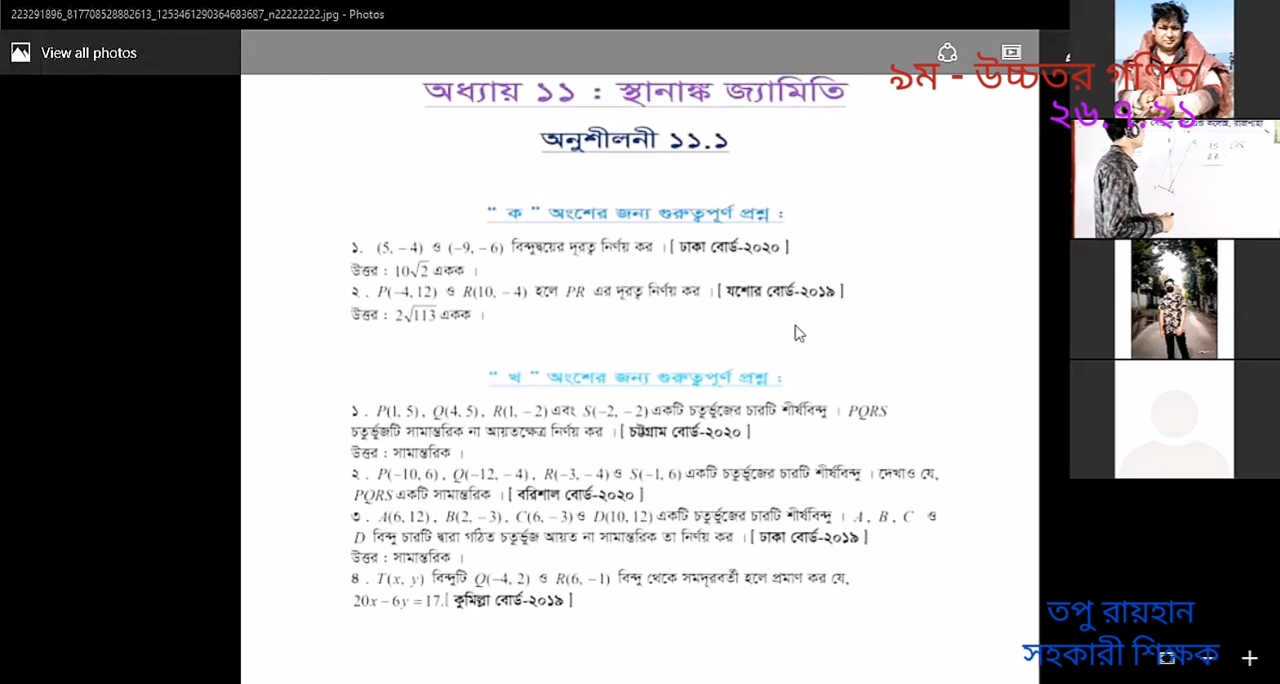 223291896_817708528882613_1253461290364683687_n22222222.jpg - Photos
View all photos
৯ম - উচ্চতর গণিত
২৬.৭.২১
অধ্যায় ১১ : স্থানাঙ্ক জ্যামিতি
অনুশীলনী ১১.১
“ ক ” অংশের জন্য গুরুত্বপূর্ণ প্রশ্ন :
১. (5, – 4) ও (–9, – 6) বিন্দুদ্বয়ের দূরত্ব নির্ণয় কর । [ ঢাকা বোর্ড-২০২০ ]
উত্তর : 10√2 একক ।
২ . P(–4, 12) ও R(10, – 4) হলে PR এর দূরত্ব নির্ণয় কর । [ যশোর বোর্ড-২০১৯ ]
উত্তর : 2√113 একক ।
“ খ ” অংশের জন্য গুরুত্বপূর্ণ প্রশ্ন :
১ . P(1, 5) , Q(4, 5) , R(1, – 2) এবং S(–2, – 2) একটি চতুর্ভুজের চারটি শীর্ষবিন্দু । PQRS
চতুর্ভুজটি সামান্তরিক না আয়তক্ষেত্র নির্ণয় কর । [ চট্টগ্রাম বোর্ড-২০২০ ]
উত্তর : সামান্তরিক ।
২ . P(–10, 6) , Q(–12, – 4) , R(–3, – 4) ও S(–1, 6) একটি চতুর্ভুজের চারটি শীর্ষবিন্দু । দেখাও যে,
PQRS একটি সামান্তরিক । [ বরিশাল বোর্ড-২০২০ ]
৩ . A(6, 12) , B(2, – 3) , C(6, – 3) ও D(10, 12) একটি চতুর্ভুজের চারটি শীর্ষবিন্দু । A , B , C ও
D বিন্দু চারটি দ্বারা গঠিত চতুর্ভুজ আয়ত না সামান্তরিক তা নির্ণয় কর । [ ঢাকা বোর্ড-২০১৯ ]
উত্তর : সামান্তরিক ।
৪ . T(x, y) বিন্দুটি Q(–4, 2) ও R(6, –1) বিন্দু থেকে সমদূরবর্তী হলে প্রমাণ কর যে,
20x – 6y = 17. [ কুমিল্লা বোর্ড-২০১৯ ]
তপু রায়হান
সহকারী শিক্ষক